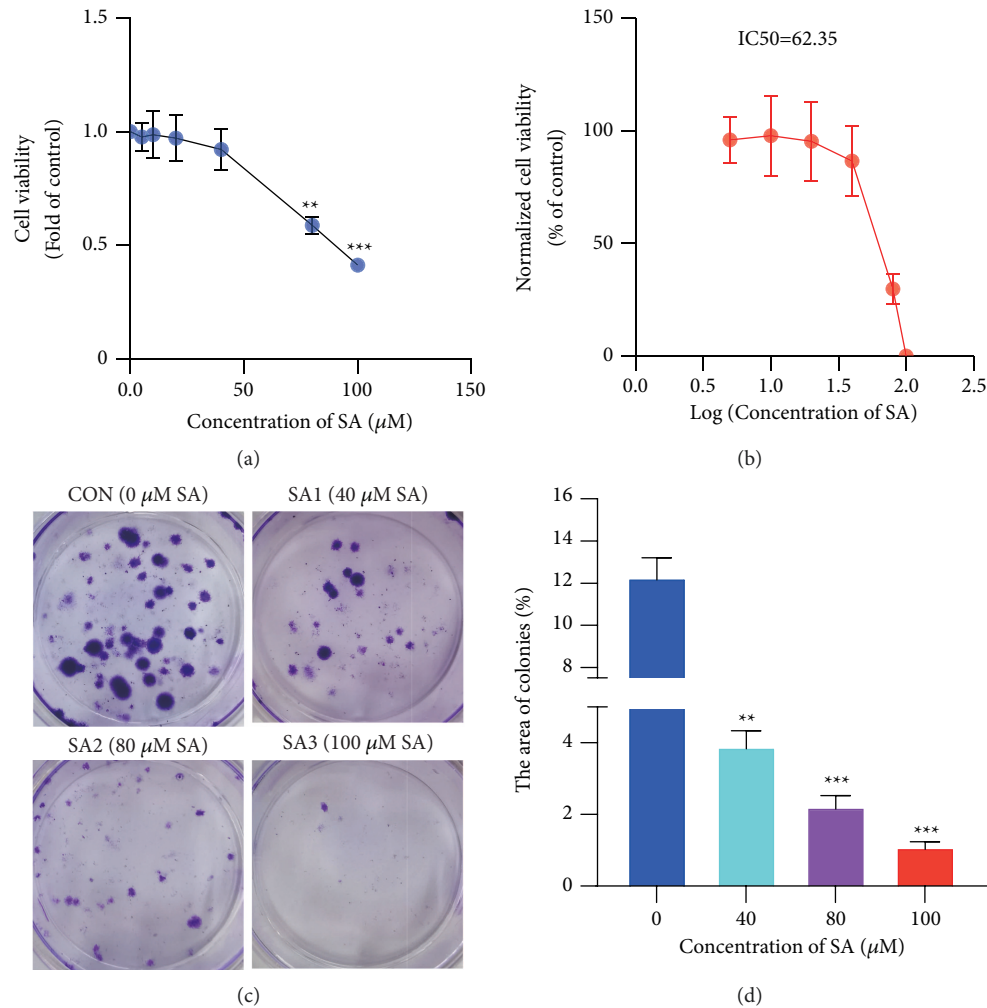 1.5
1.0
0.5
0
0.0
50
100
150
**
***
Cell viability
(Fold of control)
Concentration of SA (μM)
(a)
150
100
50
0
0.0
0.5
1.0
1.5
2.0
2.5
IC50=62.35
Normalized cell viability
(% of control)
Log (Concentration of SA)
(b)
CON (0 μM SA)
SA1 (40 μM SA)
SA2 (80 μM SA)
SA3 (100 μM SA)
(c)
16
14
12
10
8
4
2
0
**
***
***
0
40
80
100
The area of colonies (%)
Concentration of SA (μM)
(d)